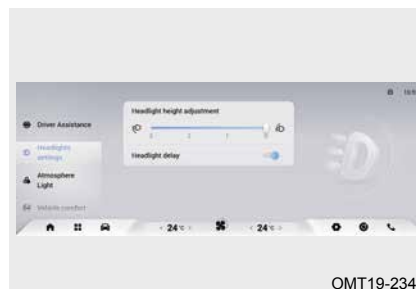 Headlight height adjustment
3 2 1 0
Headlight delay
Driver Assistance
Headlights
settings
Atmosphere
Light
Vehicle comfort
24°c 24°c
OMT19-234